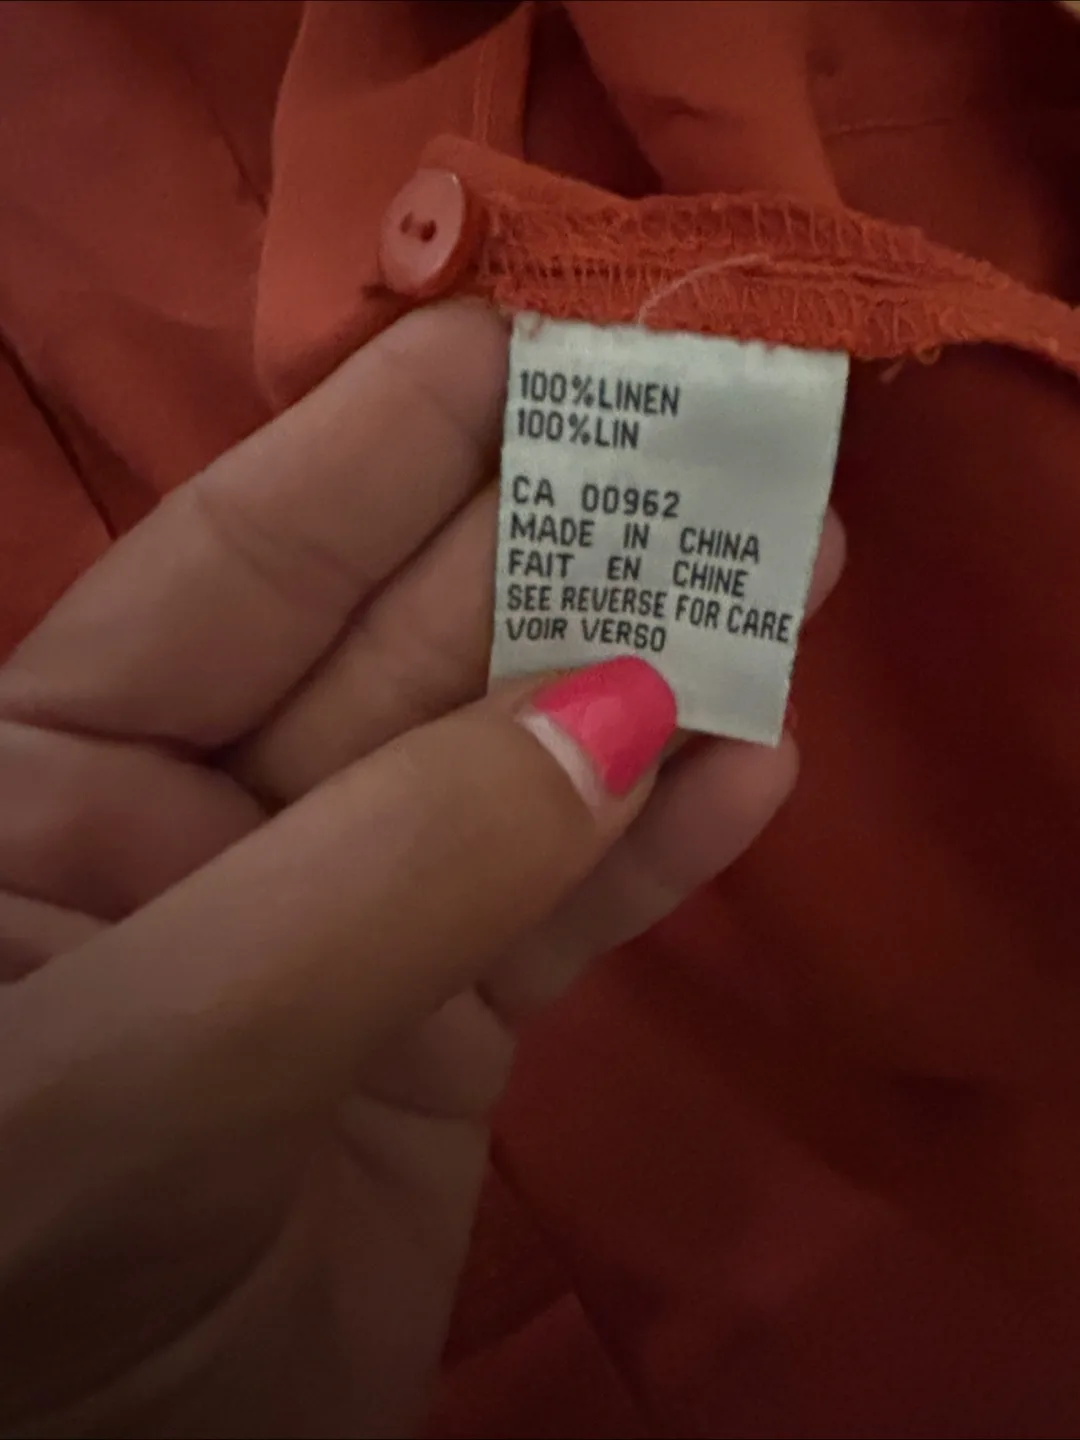 100%LINEN
100%LIN
CA 00962
MADE IN CHINA
FAIT EN CHINE
SEE REVERSE FOR CARE
VOIR VERSO